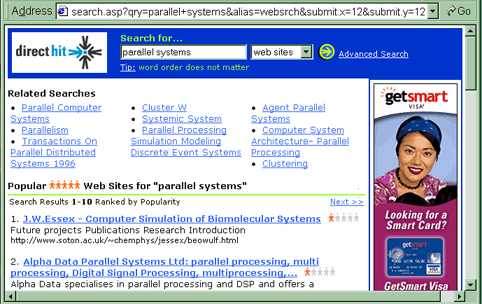 Address search.asp?qry=parallel+systems&alias=websrch&submit.x=12&submit.y=12 Go
direct hit
Search for...
parallel systems web sites Advanced Search
Tip: word order does not matter
Related Searches
Parallel Computer Systems
Parallelism
Transactions On Parallel Distributed Systems 1996
Cluster W
Systemic System
Parallel Processing Simulation Modeling Discrete Event Systems
Agent Parallel Systems
Clustering
Computer System Architecture- Parallel Processing
Popular Web Sites for "parallel systems"
Search Results 1-10 Ranked by Popularity Next >>
1. J.W.Essex - Computer Simulation of Biomolecular Systems
Future projects Publications Research Introduction
http://www.soton.ac.uk/~chemphys/jessex/beowulf.html
2. Alpha Data Parallel Systems Ltd: parallel processing, multi
processing, Digital Signal Processing, multiprocessing,...
Alpha Data specialises in parallel processing and DSP and offers a
getsmart
VISA
Looking for a
Smart Card?
getsmart
VISA
GetSmart Visa